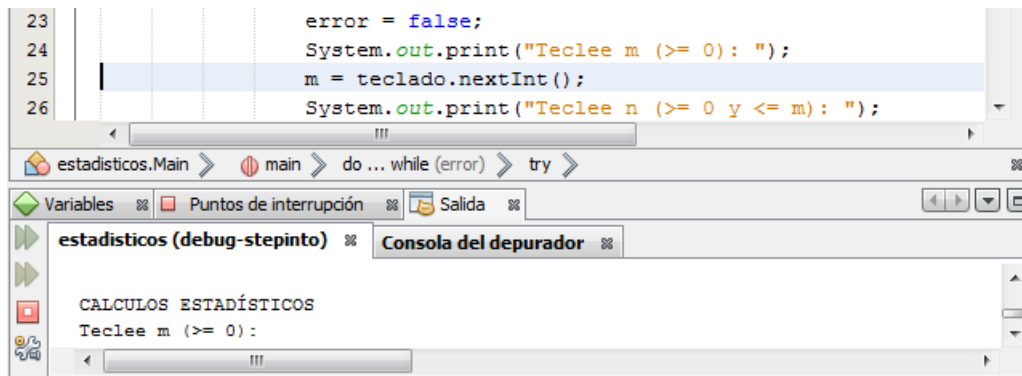 23 error = false;
24 System.out.print("Teclee m (>= 0): ");
25 m = teclado.nextInt();
26 System.out.print("Teclee n (>= 0 y <= m): ");
estadisticos.Main main do ... while (error) try
Variables Puntos de interrupción Salida
estadisticos (debug-stepinto) Consola del depurador
CALCULOS ESTADÍSTICOS
Teclee m (>= 0):